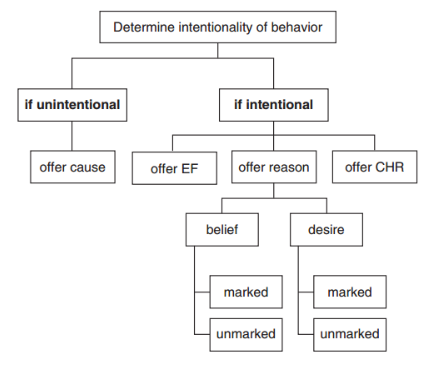 Determine intentionality of behavior
if unintentional
if intentional
offer cause
offer EF
offer reason
offer CHR
belief
desire
marked
marked
unmarked
unmarked